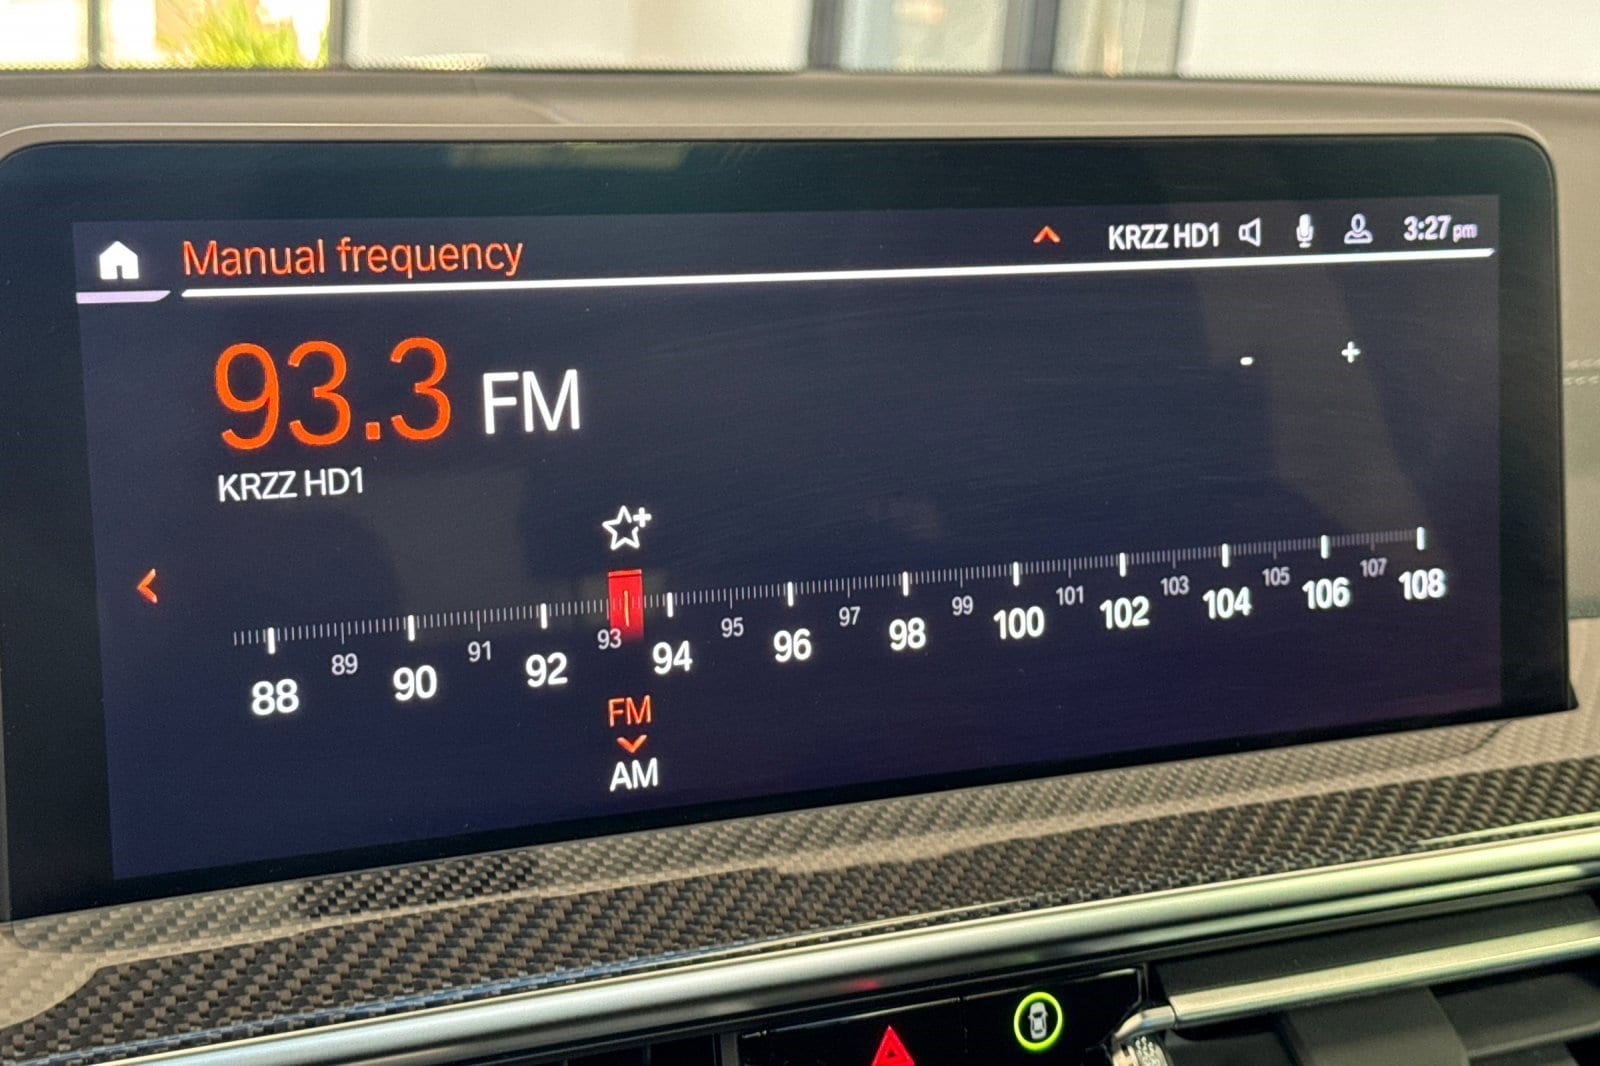 Manual frequency
KRZZ HD1
3:27 pm
93.3 FM
- +
KRZZ HD1
88 89 90 91 92 93 94 95 96 97 98 99 100 101 102 103 104 105 106 107 108
FM
AM